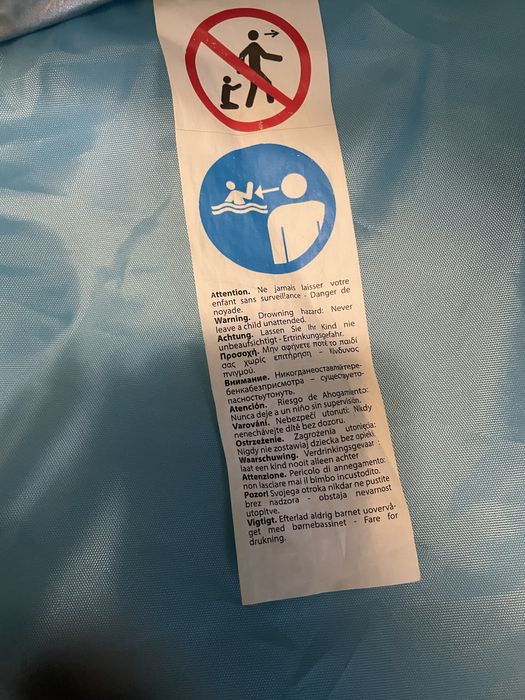 Attention. Ne jamais laisser votre
enfant sans surveillance - Danger de
noyade.
Warning. Drowning hazard: Never
leave a child unattended.
Achtung. Lassen Sie Ihr Kind nie
unbeaufsichtigt - Ertrinkungsgefahr.
Προσοχή. Μην αφήνετε ποτέ το παιδί
σας χωρίς επιτήρηση - Κίνδυνος
πνιγμού.
Внимание. Никогданеоставляйтере-
бенкабезприсмотра – существуето-
пасностьутонуть.
Atención. Riesgo de Ahogamiento:
Nunca deje a un niño sin supervisión.
Varování. Nebezpečí utonutí: Nikdy
nenechávejte dítě bez dozoru.
Ostrzeżenie. Zagrożenia utonięcia:
Nigdy nie zostawiaj dziecka bez opieki.
Waarschuwing. Verdrinkingsgevaar :
laat een kind nooit alleen achter
Attenzione. Pericolo di annegamento:
non lasciare mai il bimbo incustodito.
Pozor! Svojega otroka nikdar ne pustite
brez nadzora - obstaja nevarnost
utopitve.
Vigtigt. Efterlad aldrig barnet uovervå-
get med børnebassinet - Fare for
drukning.